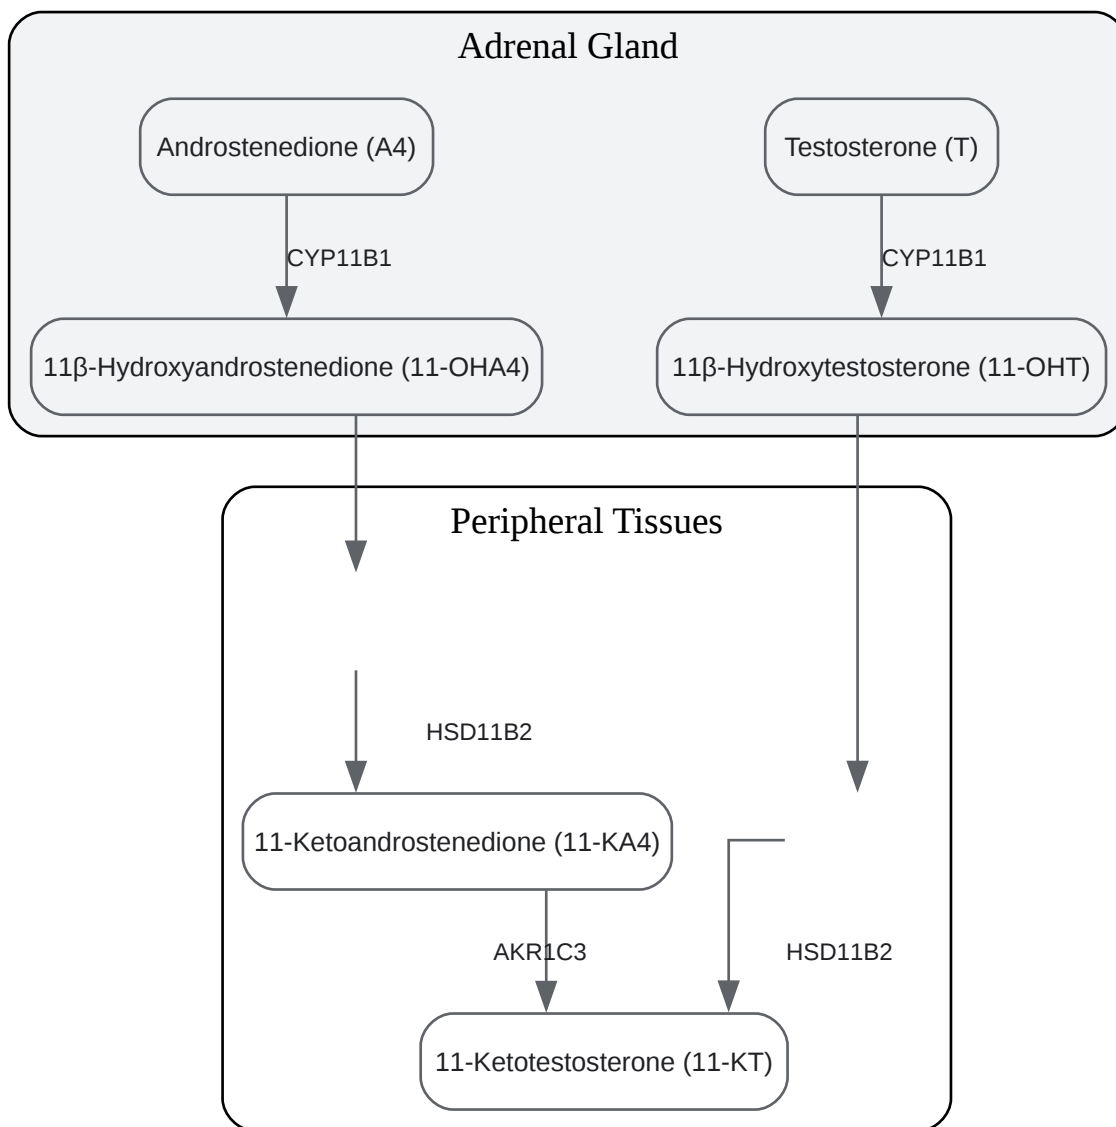 Adrenal Gland
Androstenedione (A4)
Testosterone (T)
CYP11B1
CYP11B1
11β-Hydroxyandrostenedione (11-OHA4)
11β-Hydroxytestosterone (11-OHT)
Peripheral Tissues
HSD11B2
11-Ketoandrostenedione (11-KA4)
AKR1C3
HSD11B2
11-Ketotestosterone (11-KT)